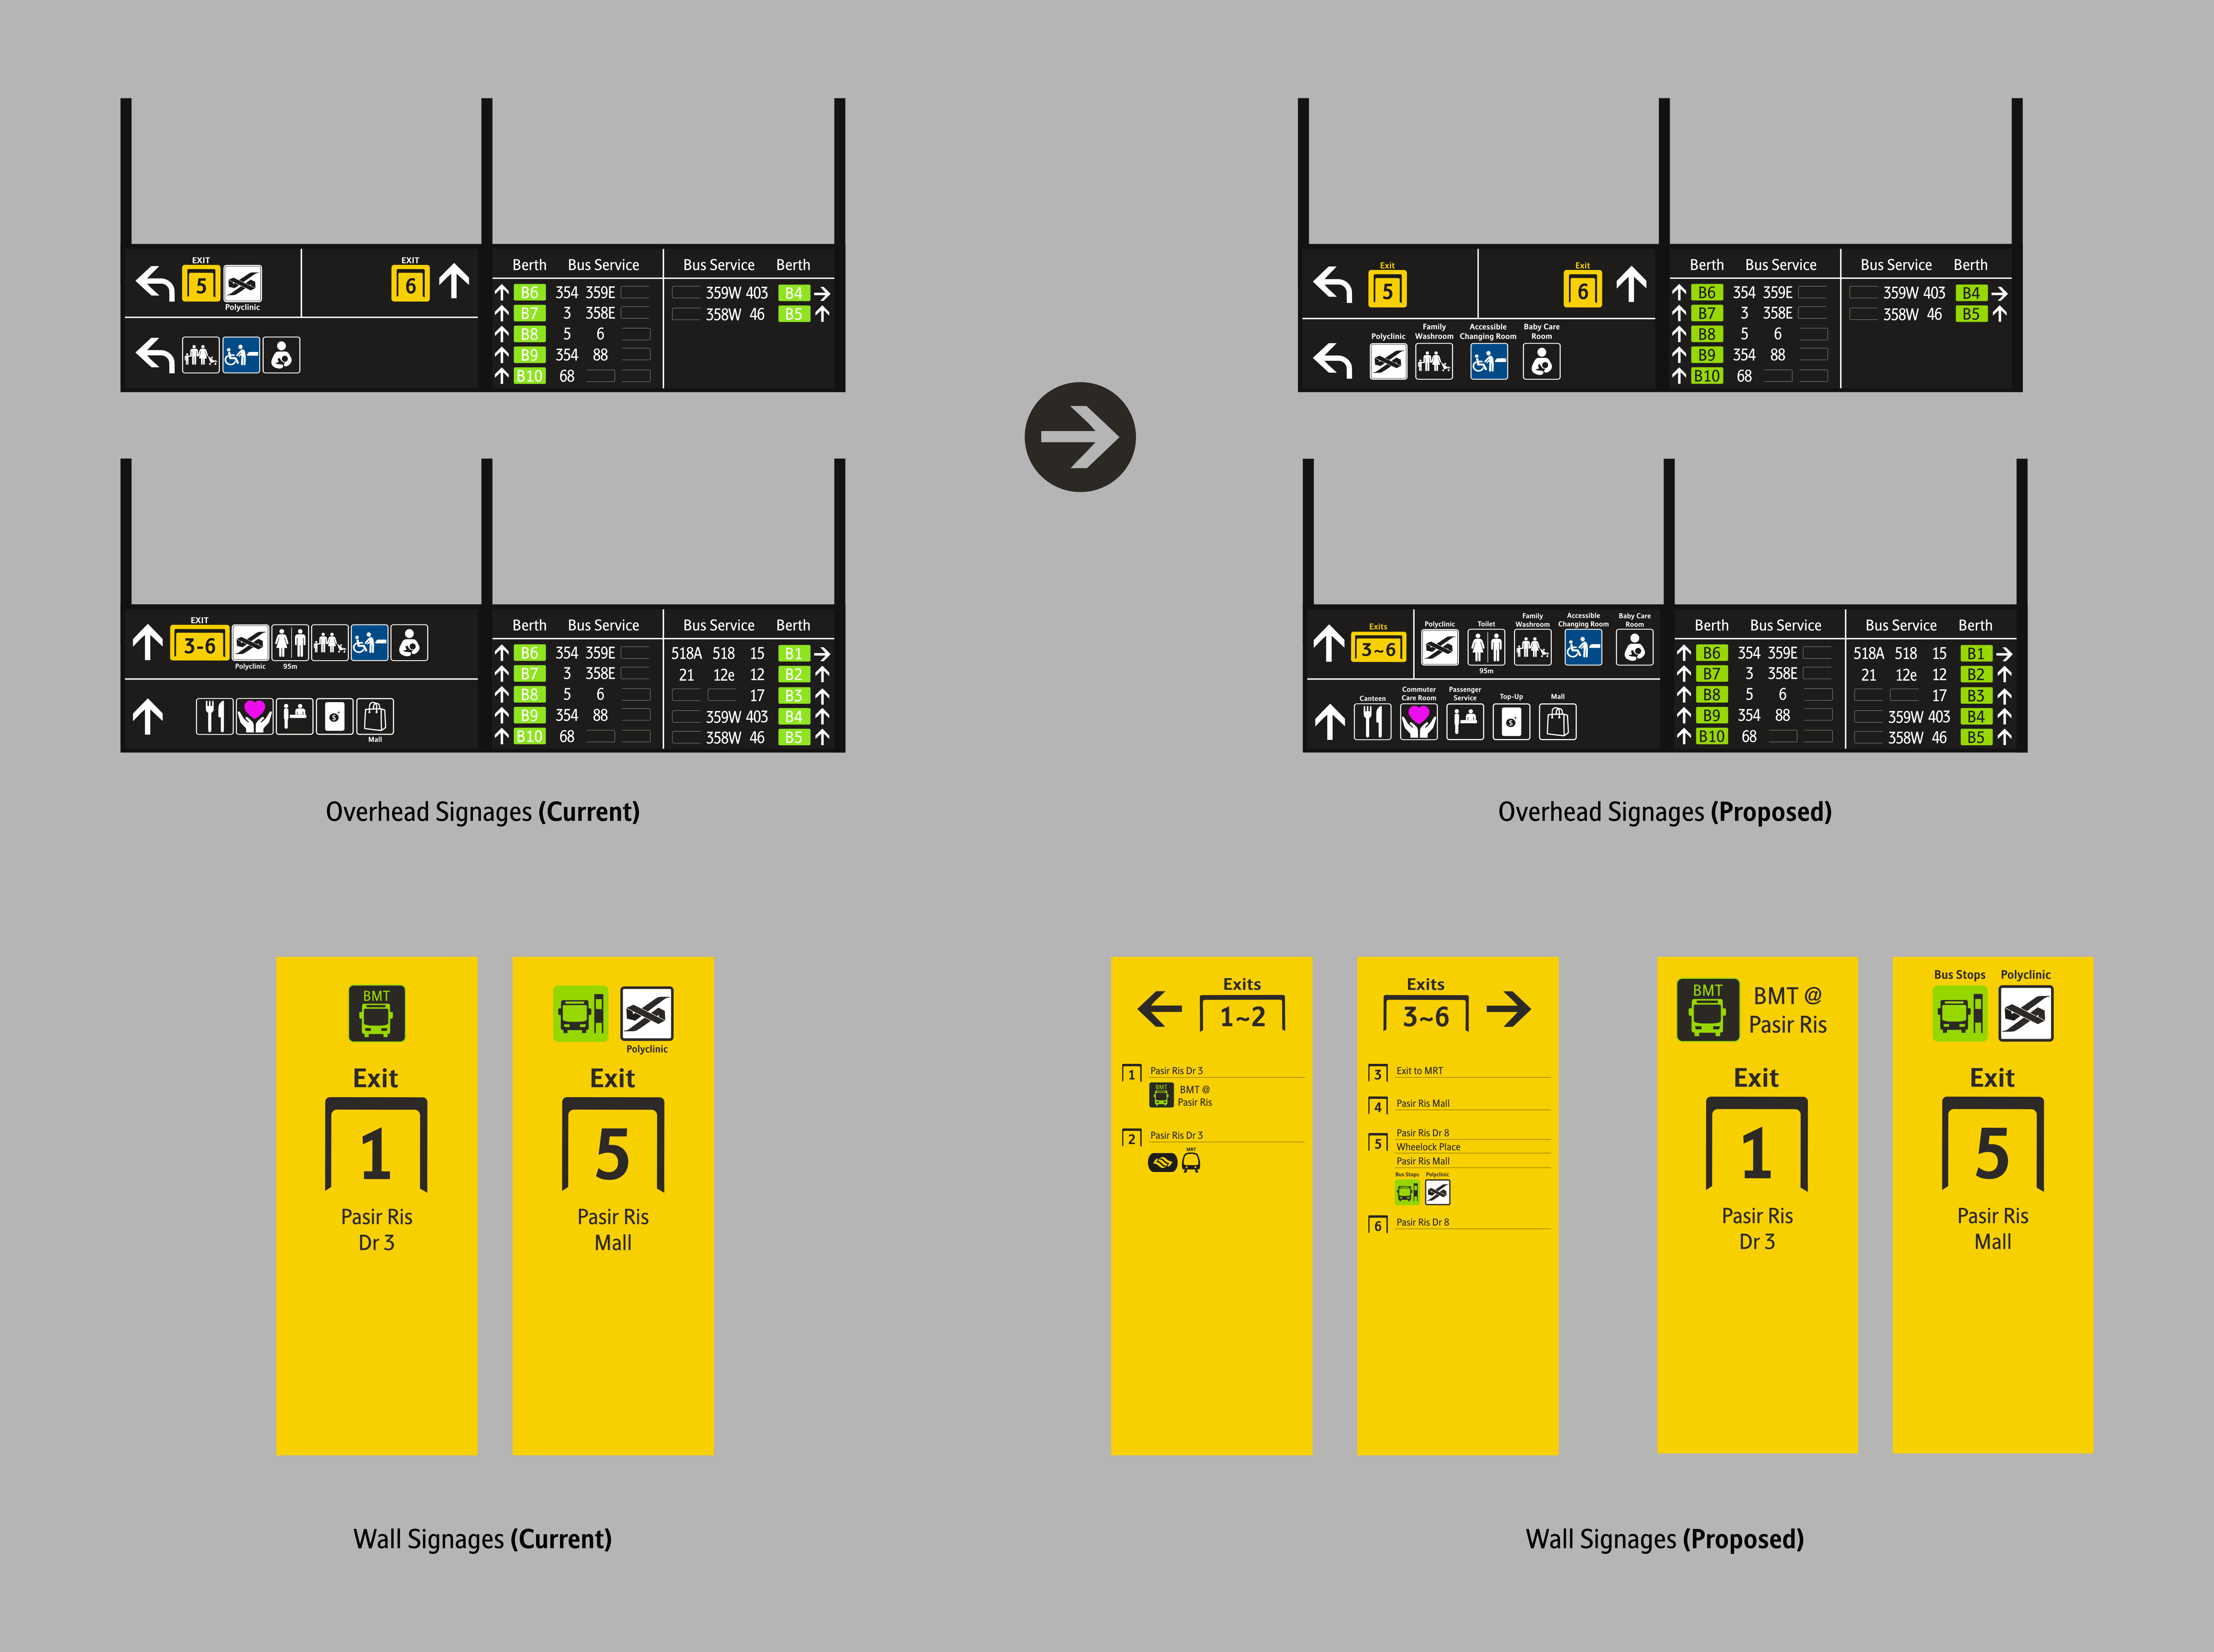 EXIT
5
Polyclinic
EXIT
6
Berth Bus Service
B6 354 359E
B7 3 358E
B8 5 6
B9 354 88
B10 68
Bus Service Berth
359W 403 B4
358W 46 B5
Exit
5
Exit
6
Polyclinic
Family Washroom
Accessible Changing Room
Baby Care Room
Berth Bus Service
B6 354 359E
B7 3 358E
B8 5 6
B9 354 88
B10 68
Bus Service Berth
359W 403 B4
358W 46 B5
EXIT
3-6
Polyclinic
95m
$
Mall
Berth Bus Service
B6 354 359E
B7 3 358E
B8 5 6
B9 354 88
B10 68
Bus Service Berth
518A 518 15 B1
21 12e 12 B2
17 B3
359W 403 B4
358W 46 B5
Exits
3~6
Polyclinic
Toilet
95m
Family Washroom
Accessible Changing Room
Baby Care Room
Canteen
Commuter Care Room
Passenger Service
Top-Up
$
Mall
Berth Bus Service
B6 354 359E
B7 3 358E
B8 5 6
B9 354 88
B10 68
Bus Service Berth
518A 518 15 B1
21 12e 12 B2
17 B3
359W 403 B4
358W 46 B5
Overhead Signages (Current)
Overhead Signages (Proposed)
BMT
Exit
1
Pasir Ris
Dr 3
Polyclinic
Exit
5
Pasir Ris
Mall
Exits
1~2
1 Pasir Ris Dr 3
BMT
BMT @
Pasir Ris
2 Pasir Ris Dr 3
MRT
Exits
3~6
3 Exit to MRT
4 Pasir Ris Mall
5 Pasir Ris Dr 8
Wheelock Place
Pasir Ris Mall
Bus Stops Polyclinic
6 Pasir Ris Dr 8
BMT
BMT @
Pasir Ris
Exit
1
Pasir Ris
Dr 3
Bus Stops Polyclinic
Exit
5
Pasir Ris
Mall
Wall Signages (Current)
Wall Signages (Proposed)